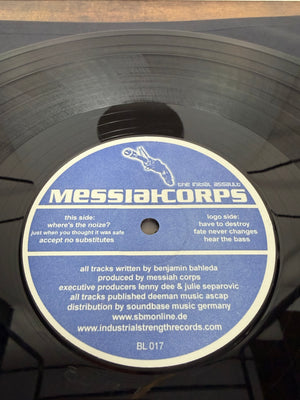 the initial assault
MESSIAH CORPS
this side:
where's the noize?
just when you thought it was safe
accept no substitutes
logo side:
have to destroy
fate never changes
hear the bass
all tracks written by benjamin bahleda
produced by messiah corps
executive producers lenny dee & julie separovic
all tracks published deeman music ascap
distribution by soundbase music germany
www.sbmonline.de
www.industrialstrengthrecords.com
BL 017